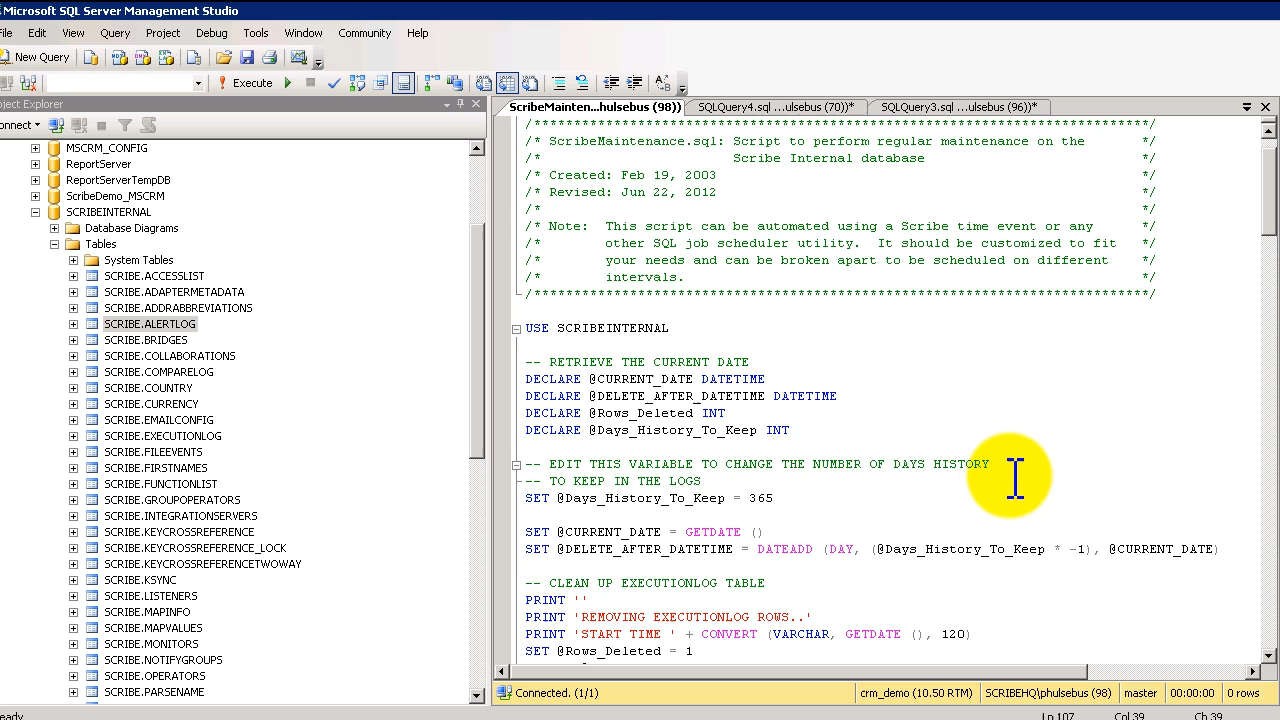 Microsoft SQL Server Management Studio
File Edit View Query Project Debug Tools Window Community Help
New Query
Execute
ject Explorer
onnect
ScribeMainten...hulsebus (98)) SQLQuery4.sql ...ulsebus (70))* SQLQuery3.sql ...ulsebus (96))*
MSCRM_CONFIG
ReportServer
ReportServerTempDB
ScribeDemo_MSCRM
SCRIBEINTERNAL
Database Diagrams
Tables
System Tables
SCRIBE.ACCESSLIST
SCRIBE.ADAPTERMETADATA
SCRIBE.ADDRABBREVIATIONS
SCRIBE.ALERTLOG
SCRIBE.BRIDGES
SCRIBE.COLLABORATIONS
SCRIBE.COMPARELOG
SCRIBE.COUNTRY
SCRIBE.CURRENCY
SCRIBE.EMAILCONFIG
SCRIBE.EXECUTIONLOG
SCRIBE.FILEEVENTS
SCRIBE.FIRSTNAMES
SCRIBE.FUNCTIONLIST
SCRIBE.GROUPOPERATORS
SCRIBE.INTEGRATIONSERVERS
SCRIBE.KEYCROSSREFERENCE
SCRIBE.KEYCROSSREFERENCE_LOCK
SCRIBE.KEYCROSSREFERENCETWOWAY
SCRIBE.KSYNC
SCRIBE.LISTENERS
SCRIBE.MAPINFO
SCRIBE.MAPVALUES
SCRIBE.MONITORS
SCRIBE.NOTIFYGROUPS
SCRIBE.OPERATORS
SCRIBE.PARSENAME
/******************************************************************************/
/* ScribeMaintenance.sql: Script to perform regular maintenance on the */
/* Scribe Internal database */
/* Created: Feb 19, 2003 */
/* Revised: Jun 22, 2012 */
/* */
/* Note: This script can be automated using a Scribe time event or any */
/* other SQL job scheduler utility. It should be customized to fit */
/* your needs and can be broken apart to be scheduled on different */
/* intervals. */
/******************************************************************************/
USE SCRIBEINTERNAL
-- RETRIEVE THE CURRENT DATE
DECLARE @CURRENT_DATE DATETIME
DECLARE @DELETE_AFTER_DATETIME DATETIME
DECLARE @Rows_Deleted INT
DECLARE @Days_History_To_Keep INT
-- EDIT THIS VARIABLE TO CHANGE THE NUMBER OF DAYS HISTORY
-- TO KEEP IN THE LOGS
SET @Days_History_To_Keep = 365
SET @CURRENT_DATE = GETDATE ()
SET @DELETE_AFTER_DATETIME = DATEADD (DAY, (@Days_History_To_Keep * -1), @CURRENT_DATE)
-- CLEAN UP EXECUTIONLOG TABLE
PRINT ''
PRINT 'REMOVING EXECUTIONLOG ROWS..'
PRINT 'START TIME ' + CONVERT (VARCHAR, GETDATE (), 120)
SET @Rows_Deleted = 1
Connected. (1/1) crm_demo (10.50 RTM) SCRIBEHQ\phulsebus (98) master 00:00:00 0 rows
eady Ln 107 Col 39 Ch 39